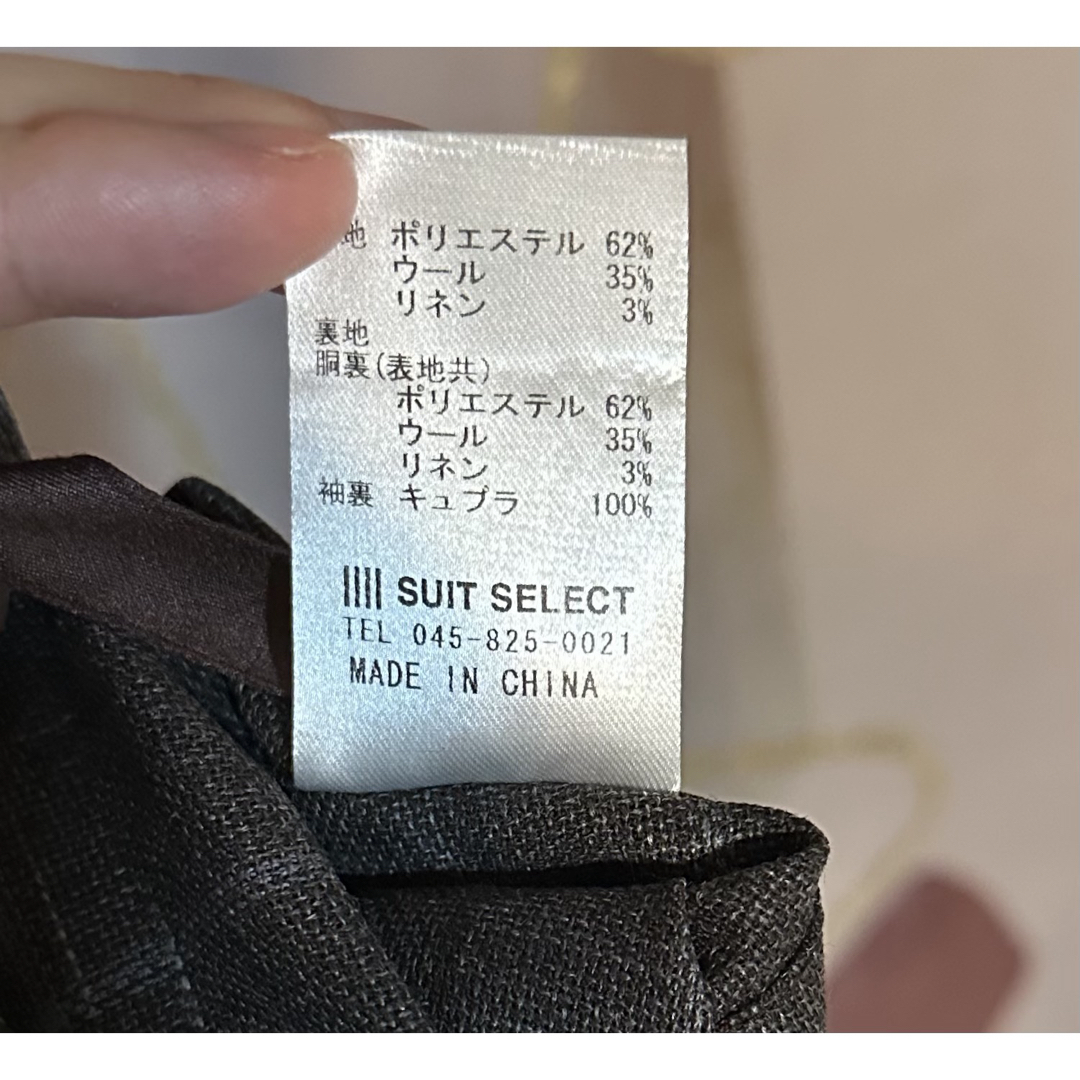 地 ポリエステル 62%
ウール 35%
リネン 3%
裏地
胴裏(表地共)
ポリエステル 62%
ウール 35%
リネン 3%
袖裏 キュプラ 100%
SUIT SELECT
TEL 045-825-0021
MADE IN CHINA